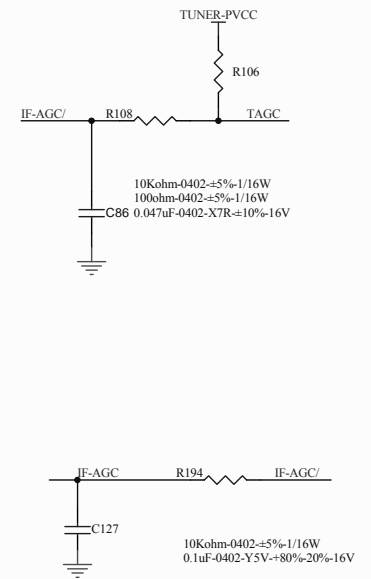 TUNER-PVCC
R106
IF-AGC/ R108 TAGC
10Kohm-0402-±5%-1/16W
100ohm-0402-±5%-1/16W
C86 0.047uF-0402-X7R-±10%-16V
IF-AGC R194 IF-AGC/
C127
10Kohm-0402-±5%-1/16W
0.1uF-0402-Y5V-+80%-20%-16V